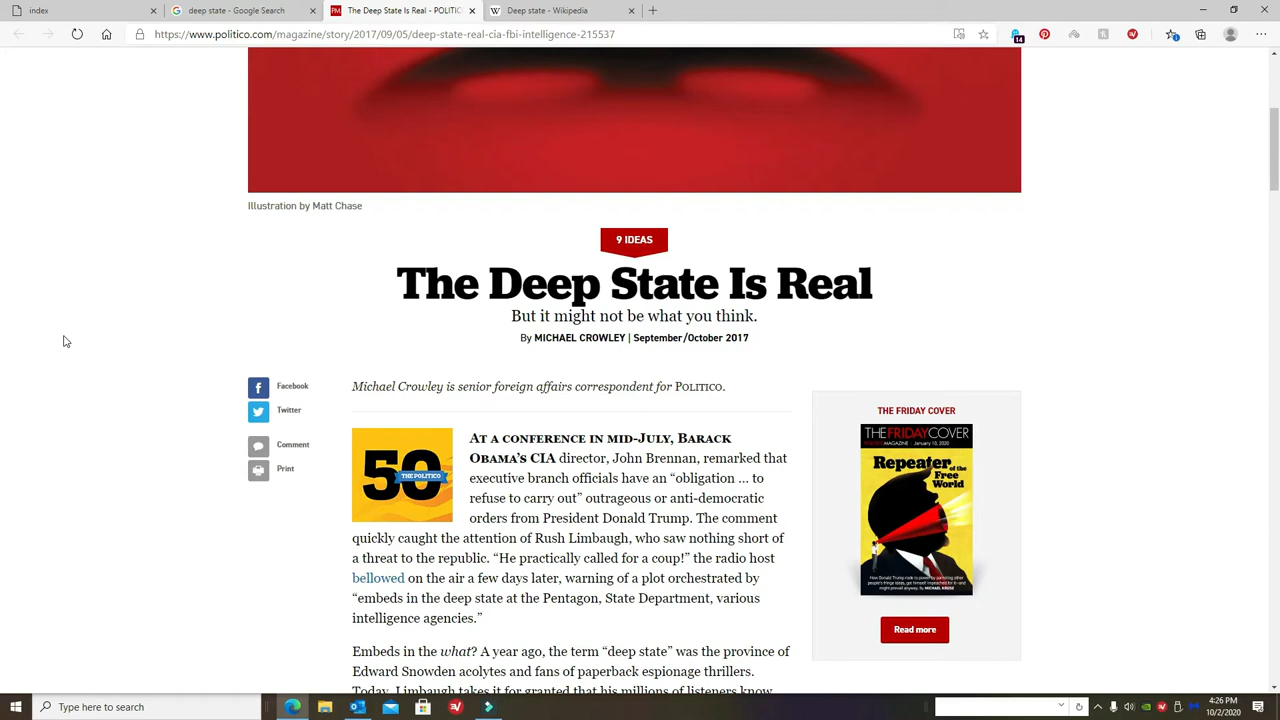 index
deep state - Google Search
The Deep State Is Real - POLITIC
Deep state - Wikipedia
https://www.politico.com/magazine/story/2017/09/05/deep-state-real-cia-fbi-intelligence-215537
14
Illustration by Matt Chase
9 IDEAS
The Deep State Is Real
But it might not be what you think.
By MICHAEL CROWLEY | September/October 2017
Facebook
Twitter
Comment
Print
Michael Crowley is senior foreign affairs correspondent for POLITICO.
50
THE POLITICO
AT A CONFERENCE IN MID-JULY, BARACK
OBAMA'S CIA director, John Brennan, remarked that
executive branch officials have an “obligation … to
refuse to carry out” outrageous or anti-democratic
orders from President Donald Trump. The comment
quickly caught the attention of Rush Limbaugh, who saw nothing short of
a threat to the republic. “He practically called for a coup!” the radio host
bellowed on the air a few days later, warning of a plot orchestrated by
“embeds in the deep state at the Pentagon, State Department, various
intelligence agencies.”
Embeds in the what? A year ago, the term “deep state” was the province of
Edward Snowden acolytes and fans of paperback espionage thrillers.
Today, Limbaugh takes it for granted that his millions of listeners know
THE FRIDAY COVER
THEFRIDAYCOVER
January 10, 2020
Repeater of the
Free World
Read more
Type here to search
4:26 PM
10/2/2020